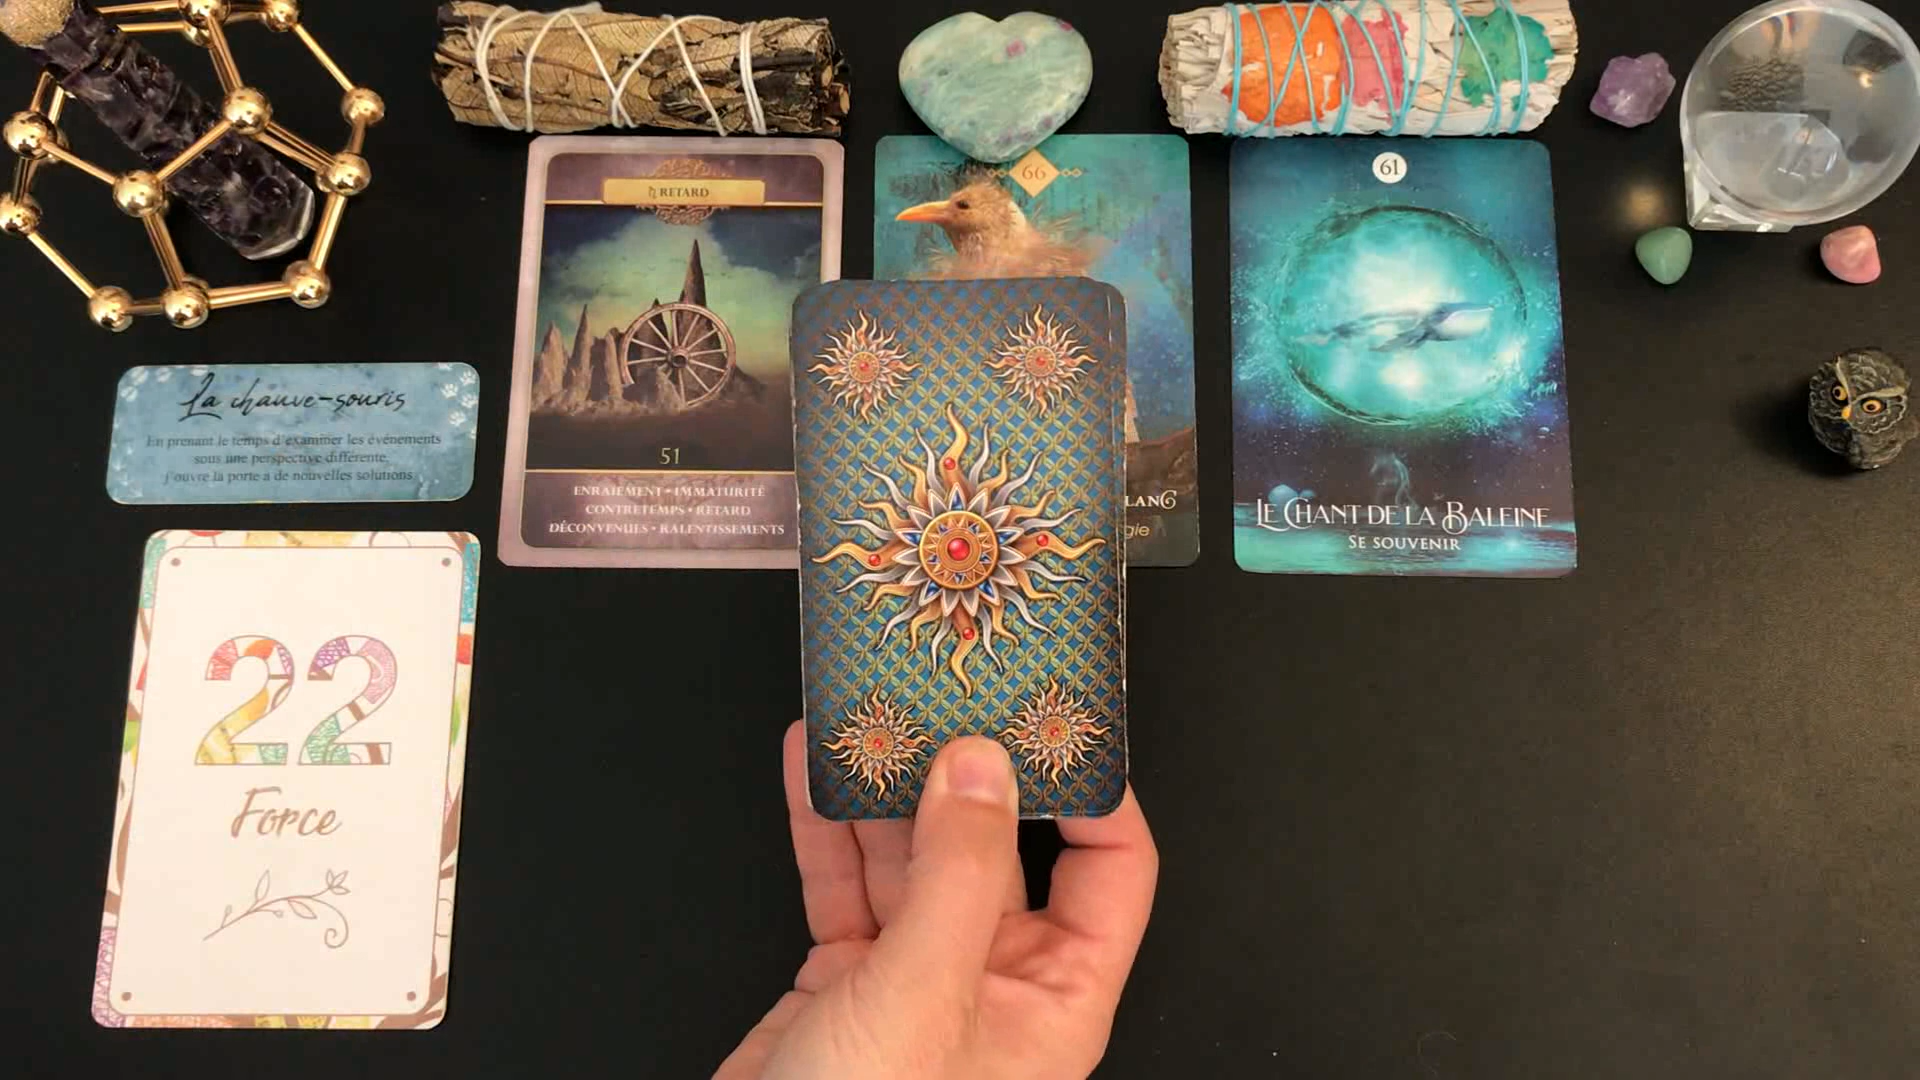 La chauve-souris
En prenant le temps d'examiner les événements
sous une perspective différente,
j'ouvre la porte a de nouvelles solutions
22
Force
♄ RETARD
51
ENRAIEMENT • IMMATURITÉ
CONTRETEMPS • RETARD
DÉCONVENUES • RALENTISSEMENTS
66
LANG
gie
61
LE CHANT DE LA BALEINE
SE SOUVENIR